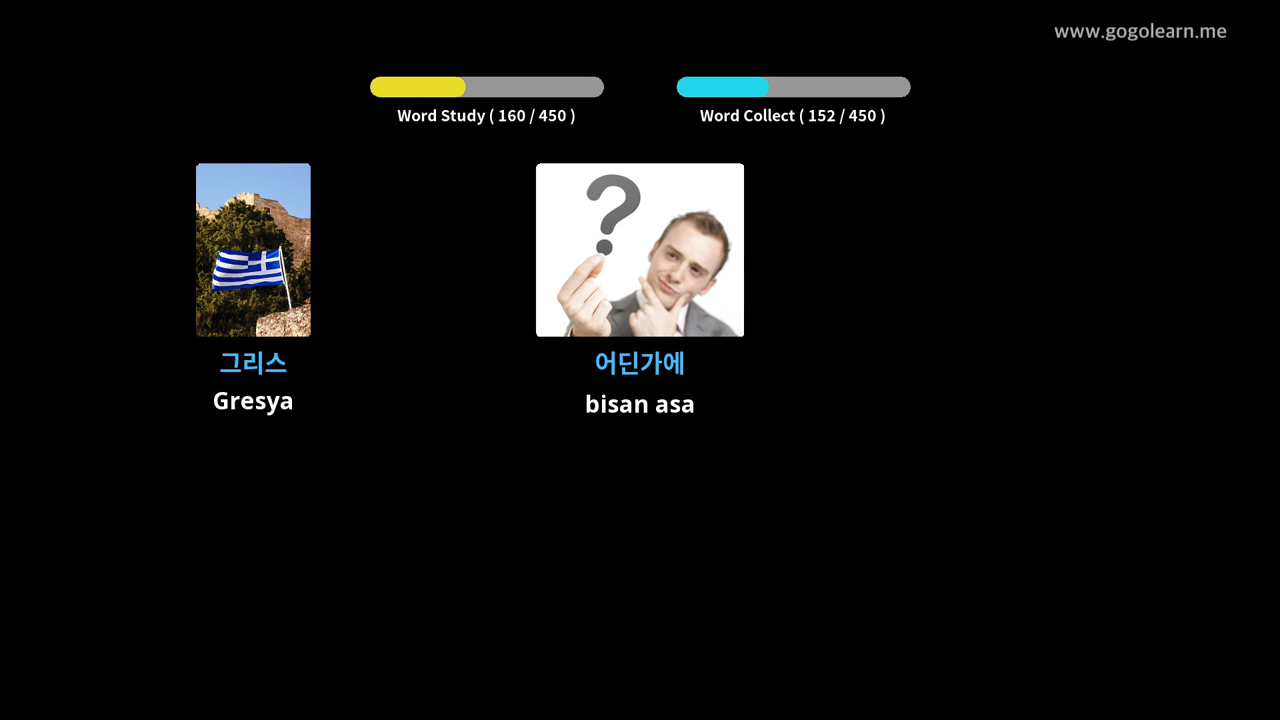 www.gogolearn.me
Word Study ( 160 / 450 )
Word Collect ( 152 / 450 )
그리스
Gresya
어딘가에
bisan asa